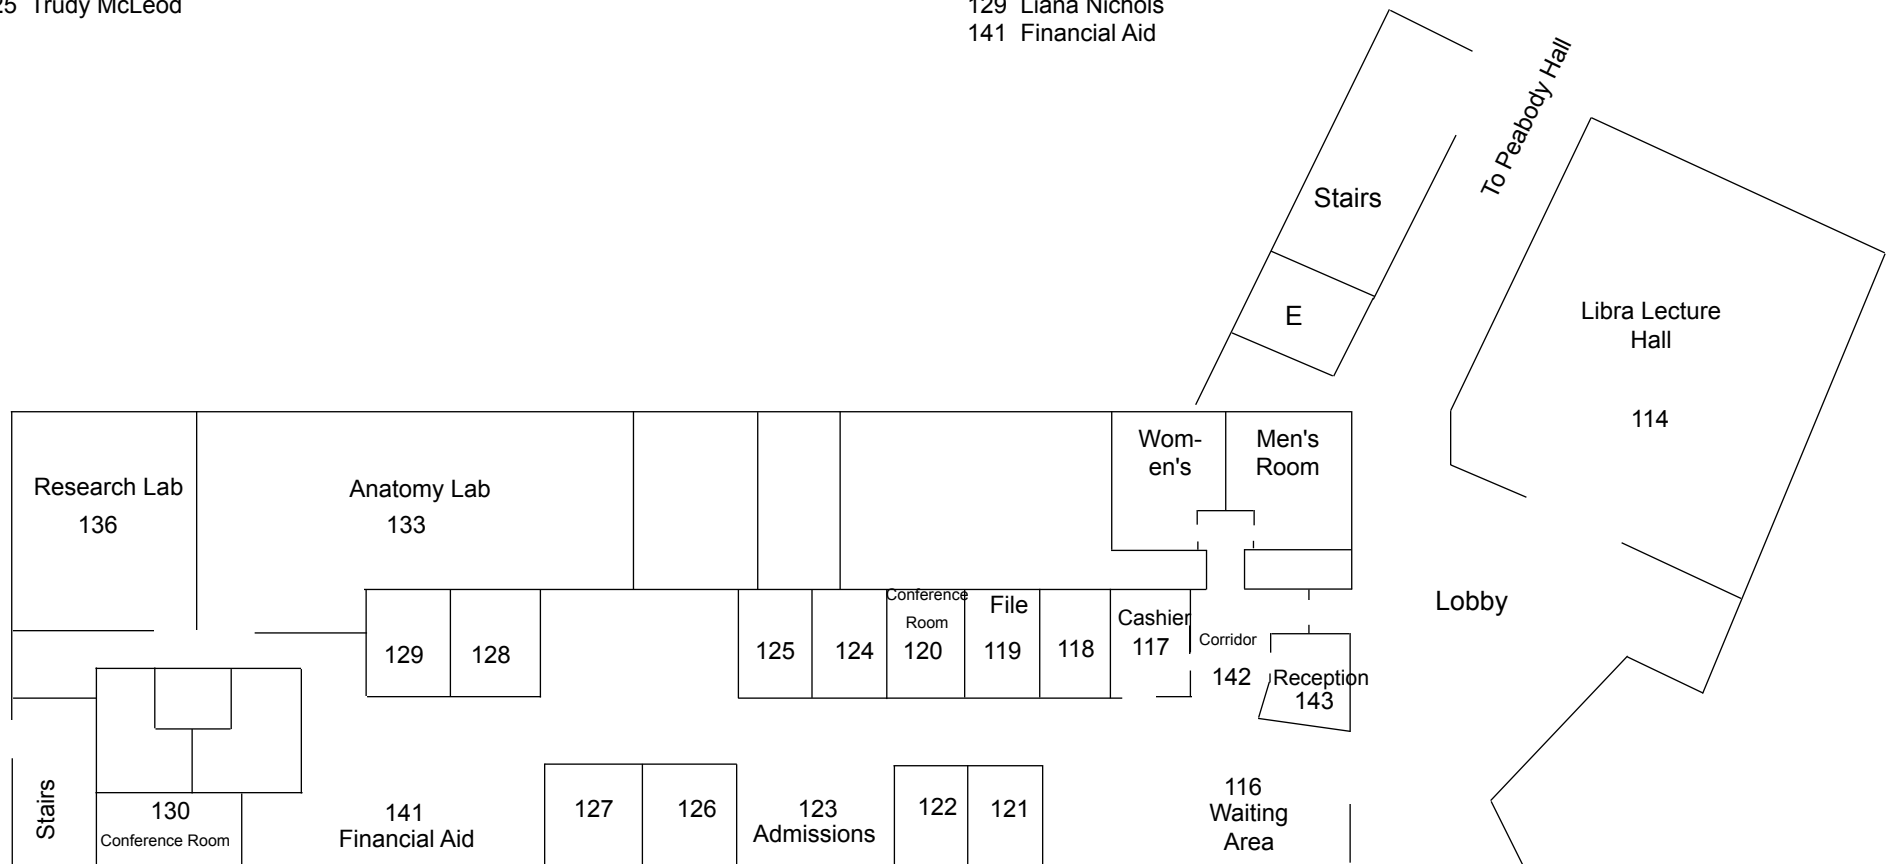 25 Trudy McLeod
129 Liana Nichols
141 Financial Aid
To Peabody Hall
Stairs
E
Libra Lecture
Hall
114
Wom-
en's
Men's
Room
Research Lab
136
Anatomy Lab
133
Lobby
129
128
125
124
Conference
Room
120
File
119
118
Cashier
117
Corridor
142
Reception
143
Stairs
130
Conference Room
141
Financial Aid
127
126
123
Admissions
122
121
116
Waiting
Area